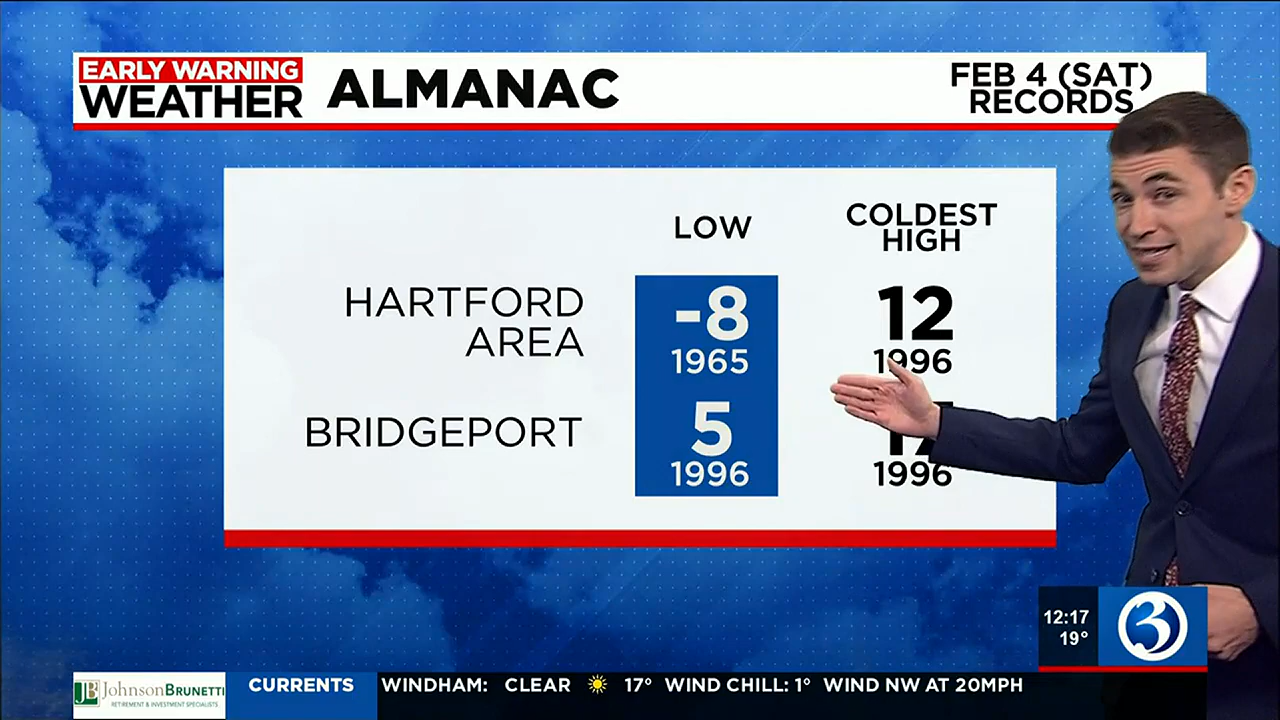 EARLY WARNING
WEATHER
ALMANAC
FEB 4 (SAT)
RECORDS
LOW
COLDEST
HIGH
HARTFORD
AREA
-8
1965
12
1996
BRIDGEPORT
5
1996
1996
12:17
19°
3
JB JOHNSON BRUNETTI
RETIREMENT & INVESTMENT SPECIALISTS
CURRENTS
WINDHAM: CLEAR 17° WIND CHILL: 1° WIND NW AT 20MPH